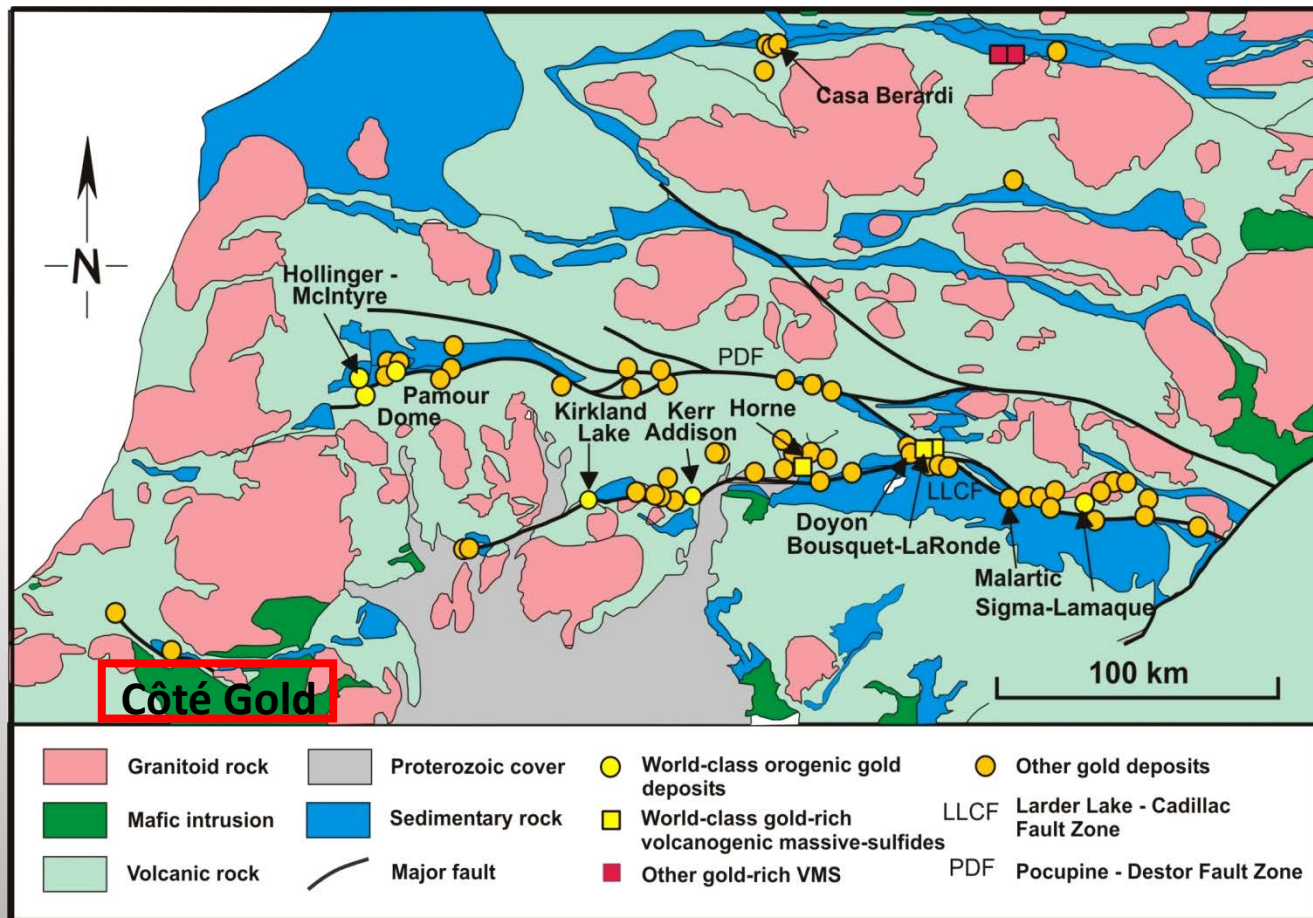 Casa Berardi
N
Hollinger -
McIntyre
PDF
Pamour
Dome
Kirkland
Lake
Kerr
Addison
Horne
LLCF
Doyon
Bousquet-LaRonde
Malartic
Sigma-Lamaque
100 km
Côté Gold
Granitoid rock
Mafic intrusion
Volcanic rock
Proterozoic cover
Sedimentary rock
Major fault
World-class orogenic gold
deposits
World-class gold-rich
volcanogenic massive-sulfides
Other gold-rich VMS
Other gold deposits
LLCF Larder Lake - Cadillac
Fault Zone
PDF Pocupine - Destor Fault Zone